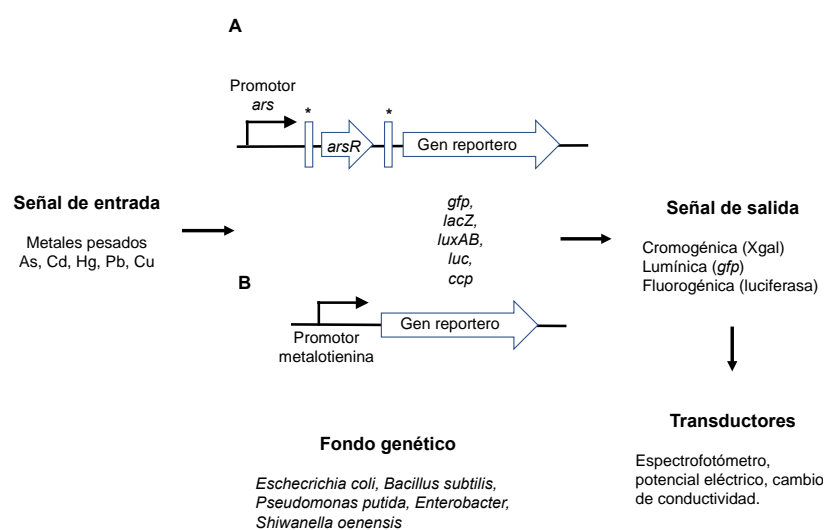 A
Promotor
ars
*
*
arsR
Gen reportero
Señal de entrada
Metales pesados
As, Cd, Hg, Pb, Cu
gfp,
lacZ,
luxAB,
luc,
ccp
Señal de salida
Cromogénica (Xgal)
Lumínica (gfp)
Fluorogénica (luciferasa)
B
Gen reportero
Promotor
metalotienina
Fondo genético
Eschecrichia coli, Bacillus subtilis,
Pseudomonas putida, Enterobacter,
Shiwanella oenensis
Transductores
Espectrofotómetro,
potencial eléctrico, cambio
de conductividad.